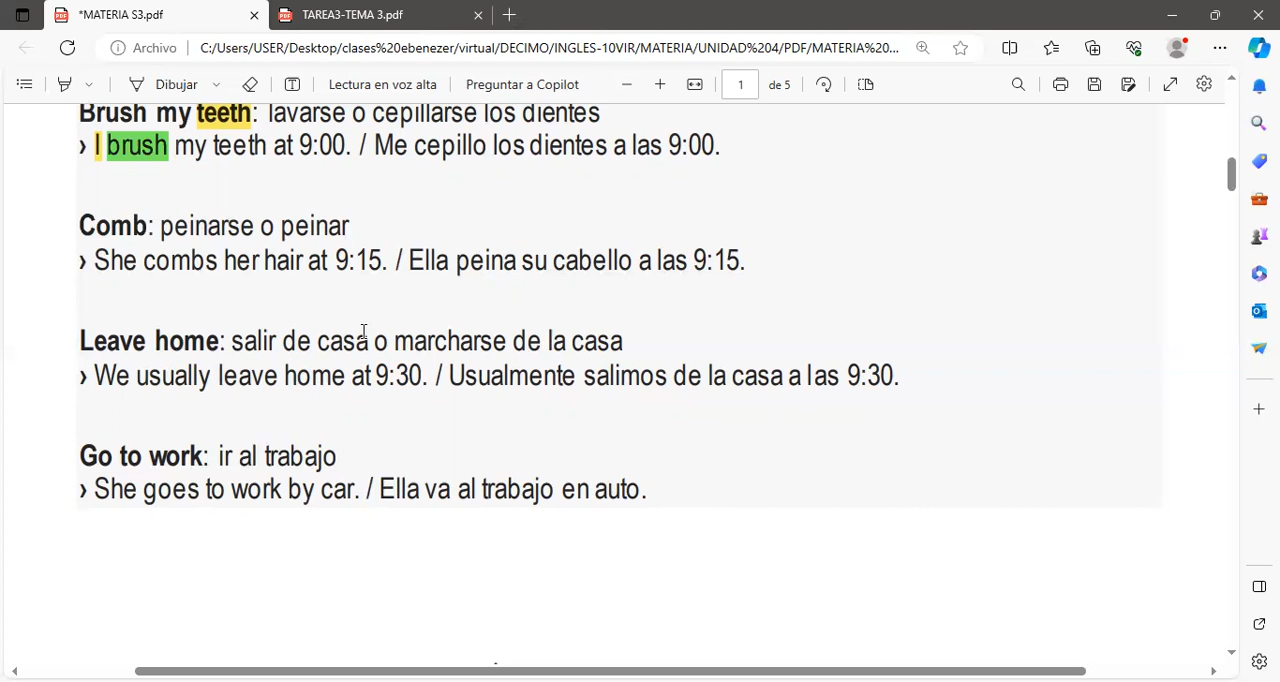 *MATERIA S3.pdf
TAREA3-TEMA 3.pdf
Archivo
C:/Users/USER/Desktop/clases%20ebenezer/virtual/DECIMO/INGLES-10VIR/MATERIA/UNIDAD%204/PDF/MATERIA%20...
Dibujar
Lectura en voz alta
Preguntar a Copilot
1
de 5
Brush my teeth: lavarse o cepillarse los dientes
› I brush my teeth at 9:00. / Me cepillo los dientes a las 9:00.
Comb: peinarse o peinar
› She combs her hair at 9:15. / Ella peina su cabello a las 9:15.
Leave home: salir de casa o marcharse de la casa
› We usually leave home at 9:30. / Usualmente salimos de la casa a las 9:30.
Go to work: ir al trabajo
› She goes to work by car. / Ella va al trabajo en auto.